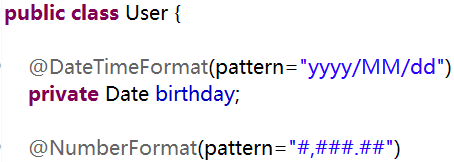 public class User {
@DateTimeFormat(pattern="yyyy/MM/dd")
private Date birthday;
@NumberFormat(pattern="#,###.##")